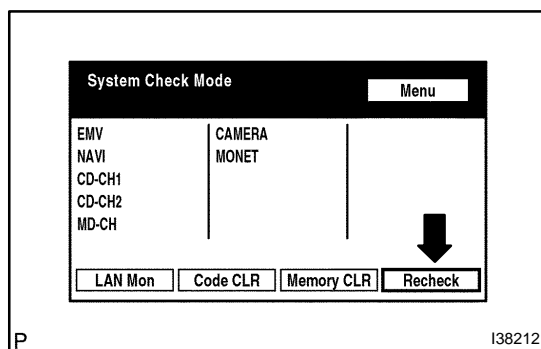 System Check Mode
Menu
EMV
NAVI
CD-CH1
CD-CH2
MD-CH
CAMERA
MONET
LAN Mon
Code CLR
Memory CLR
Recheck
P
I38212